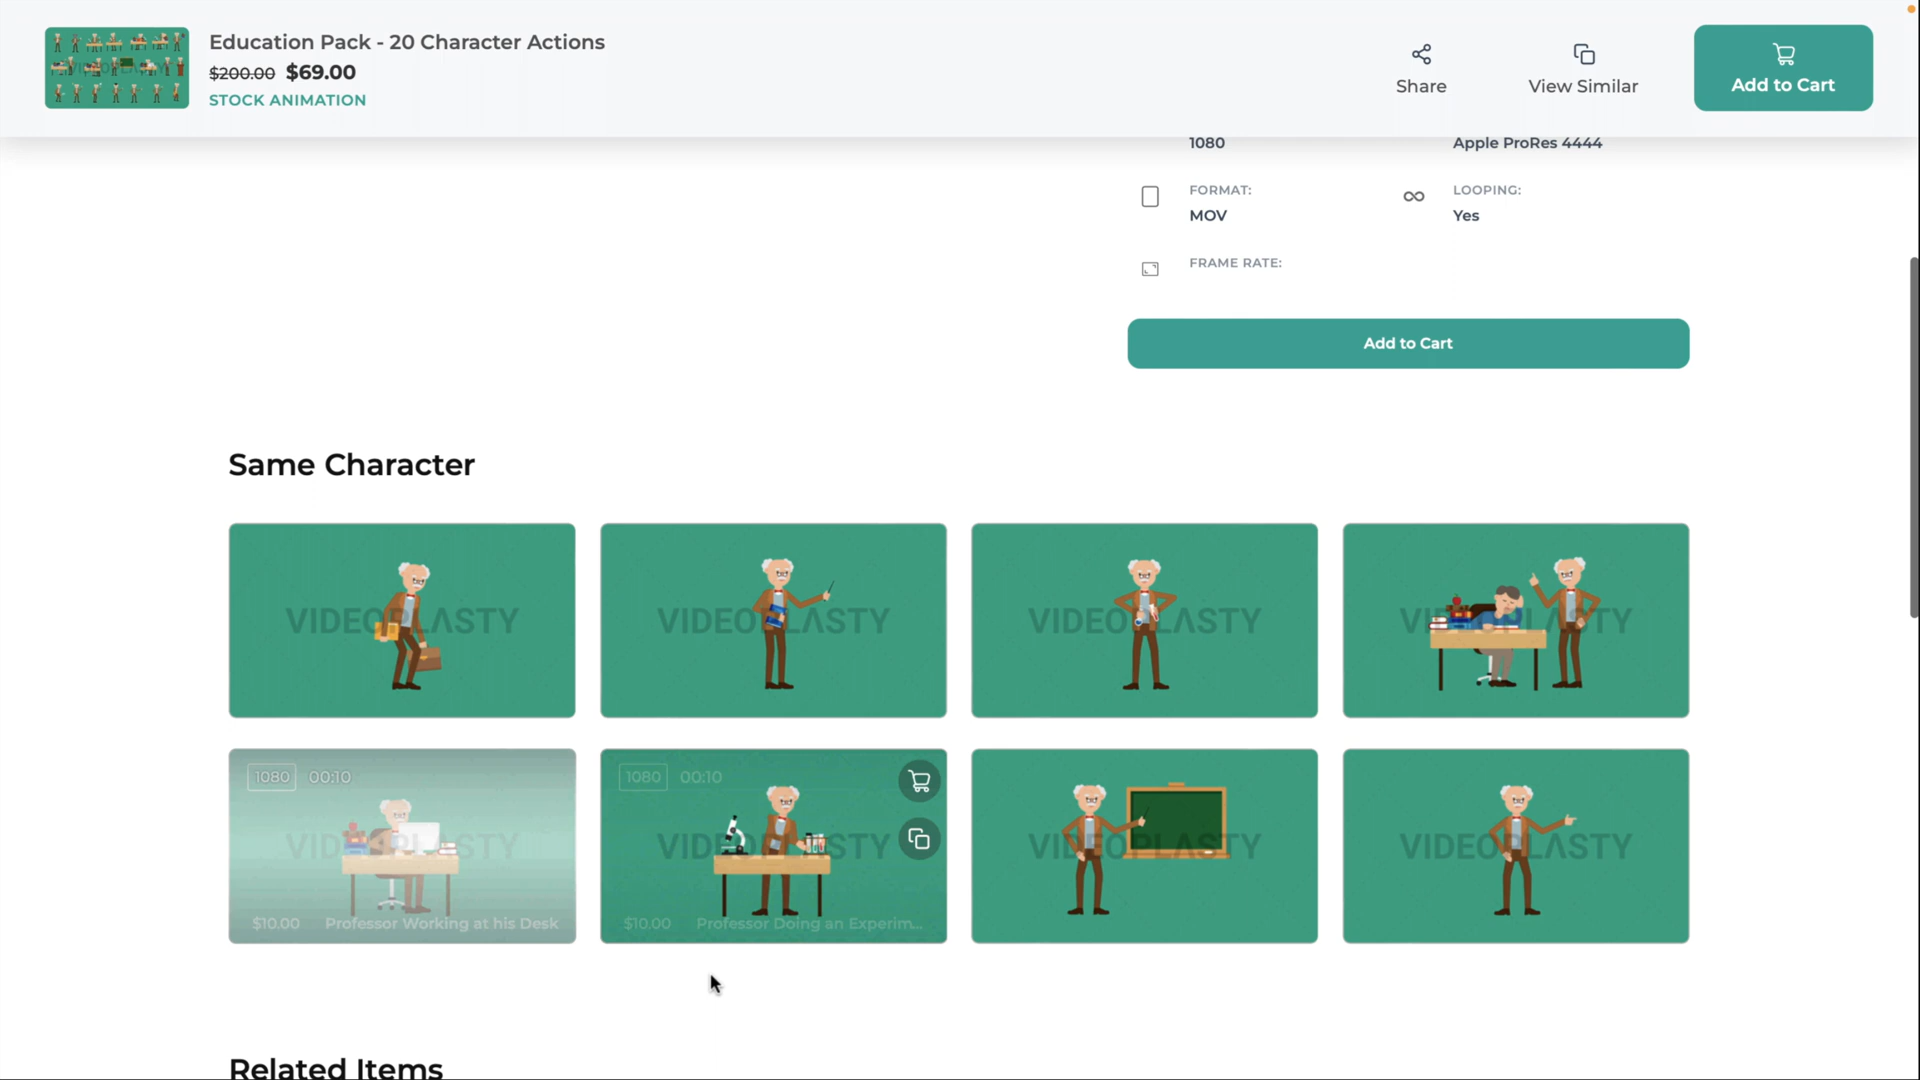 Education Pack - 20 Character Actions
$200.00 $69.00
STOCK ANIMATION
Share
View Similar
Add to Cart
1080
Apple ProRes 4444
FORMAT:
MOV
LOOPING:
Yes
FRAME RATE:
Add to Cart
Same Character
VIDEOPLASTY
VIDEOPLASTY
VIDEOPLASTY
VIDEOPLASTY
1080 00:10
VIDEOPLASTY
$10.00 Professor Working at his Desk
1080 00:10
VIDEOPLASTY
$10.00 Professor Doing an Experim...
VIDEOPLASTY
VIDEOPLASTY
Related Items